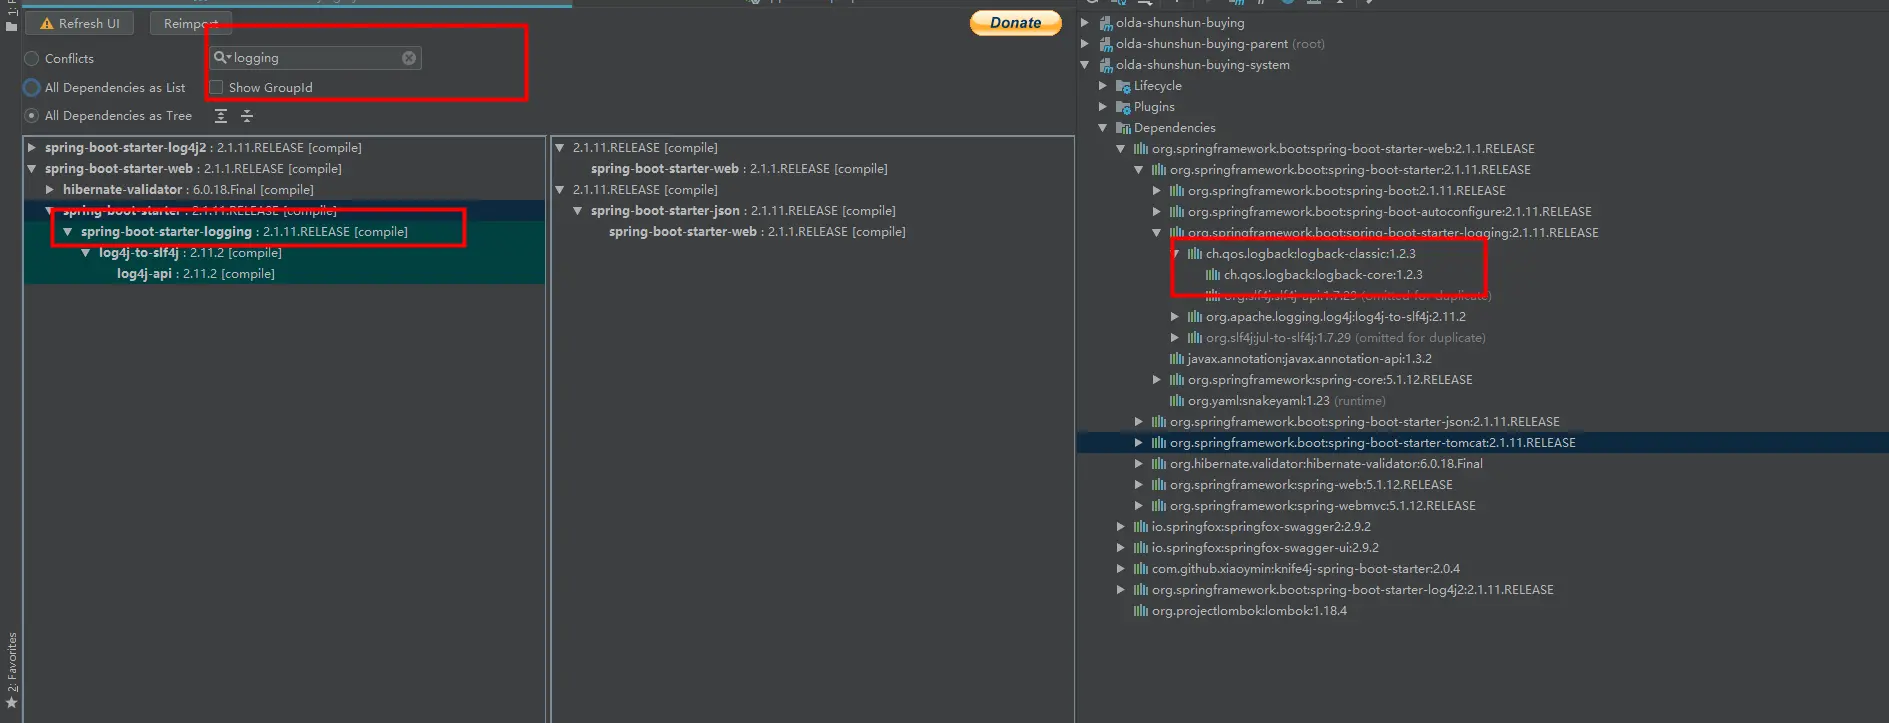 Refresh UI
Reimport
Donate
Conflicts
logging
All Dependencies as List
Show GroupId
All Dependencies as Tree
spring-boot-starter-log4j2 : 2.1.11.RELEASE [compile]
spring-boot-starter-web : 2.1.1.RELEASE [compile]
hibernate-validator : 6.0.18.Final [compile]
spring-boot-starter : 2.1.11.RELEASE [compile]
spring-boot-starter-logging : 2.1.11.RELEASE [compile]
log4j-to-slf4j : 2.11.2 [compile]
log4j-api : 2.11.2 [compile]
2.1.11.RELEASE [compile]
spring-boot-starter-web : 2.1.1.RELEASE [compile]
2.1.11.RELEASE [compile]
spring-boot-starter-json : 2.1.11.RELEASE [compile]
spring-boot-starter-web : 2.1.1.RELEASE [compile]
olda-shunshun-buying
olda-shunshun-buying-parent (root)
olda-shunshun-buying-system
Lifecycle
Plugins
Dependencies
org.springframework.boot:spring-boot-starter-web:2.1.1.RELEASE
org.springframework.boot:spring-boot-starter:2.1.11.RELEASE
org.springframework.boot:spring-boot:2.1.11.RELEASE
org.springframework.boot:spring-boot-autoconfigure:2.1.11.RELEASE
org.springframework.boot:spring-boot-starter-logging:2.1.11.RELEASE
ch.qos.logback:logback-classic:1.2.3
ch.qos.logback:logback-core:1.2.3
org.slf4j:slf4j-api:1.7.29 (omitted for duplicate)
org.apache.logging.log4j:log4j-to-slf4j:2.11.2
org.slf4j:jul-to-slf4j:1.7.29 (omitted for duplicate)
javax.annotation:javax.annotation-api:1.3.2
org.springframework:spring-core:5.1.12.RELEASE
org.yaml:snakeyaml:1.23 (runtime)
org.springframework.boot:spring-boot-starter-json:2.1.11.RELEASE
org.springframework.boot:spring-boot-starter-tomcat:2.1.11.RELEASE
org.hibernate.validator:hibernate-validator:6.0.18.Final
org.springframework:spring-web:5.1.12.RELEASE
org.springframework:spring-webmvc:5.1.12.RELEASE
io.springfox:springfox-swagger2:2.9.2
io.springfox:springfox-swagger-ui:2.9.2
com.github.xiaoymin:knife4j-spring-boot-starter:2.0.4
org.springframework.boot:spring-boot-starter-log4j2:2.1.11.RELEASE
org.projectlombok:lombok:1.18.4
2: Favorites